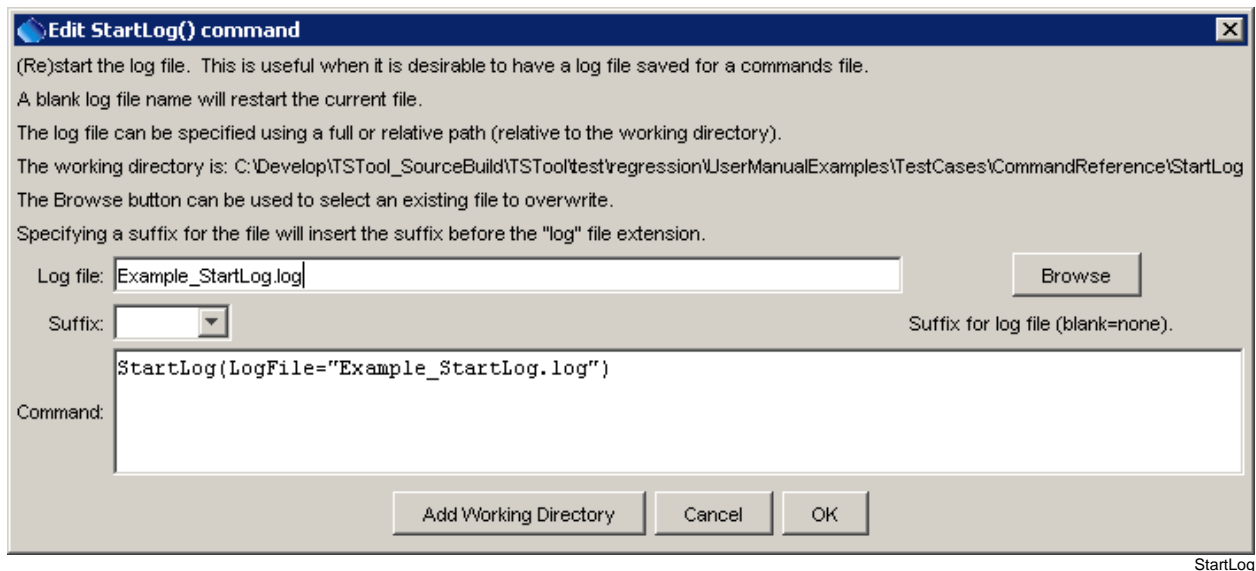 Edit StartLog() command
(Re)start the log file.  This is useful when it is desirable to have a log file saved for a commands file.
A blank log file name will restart the current file.
The log file can be specified using a full or relative path (relative to the working directory).
The working directory is: C:\Develop\TSTool_SourceBuild\TSTool\test\regression\UserManualExamples\TestCases\CommandReference\StartLog
The Browse button can be used to select an existing file to overwrite.
Specifying a suffix for the file will insert the suffix before the "log" file extension.
Log file: Example_StartLog.log Browse
Suffix: Suffix for log file (blank=none).
StartLog(LogFile="Example_StartLog.log")
Command:
Add Working Directory Cancel OK
StartLog